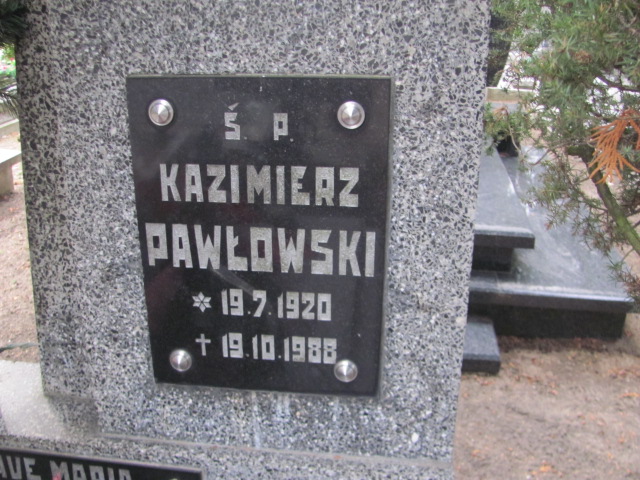 Ś. P
KAZIMIERZ
PAWŁOWSKI
* 19.7.1920
† 19.10.1988
AVE MARIA